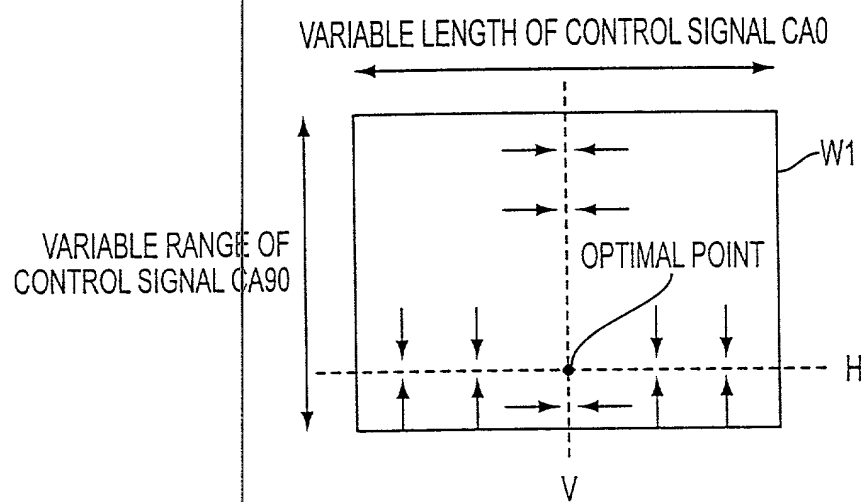 VARIABLE LENGTH OF CONTROL SIGNAL CA0
W1
VARIABLE RANGE OF
CONTROL SIGNAL CA90
OPTIMAL POINT
H
V